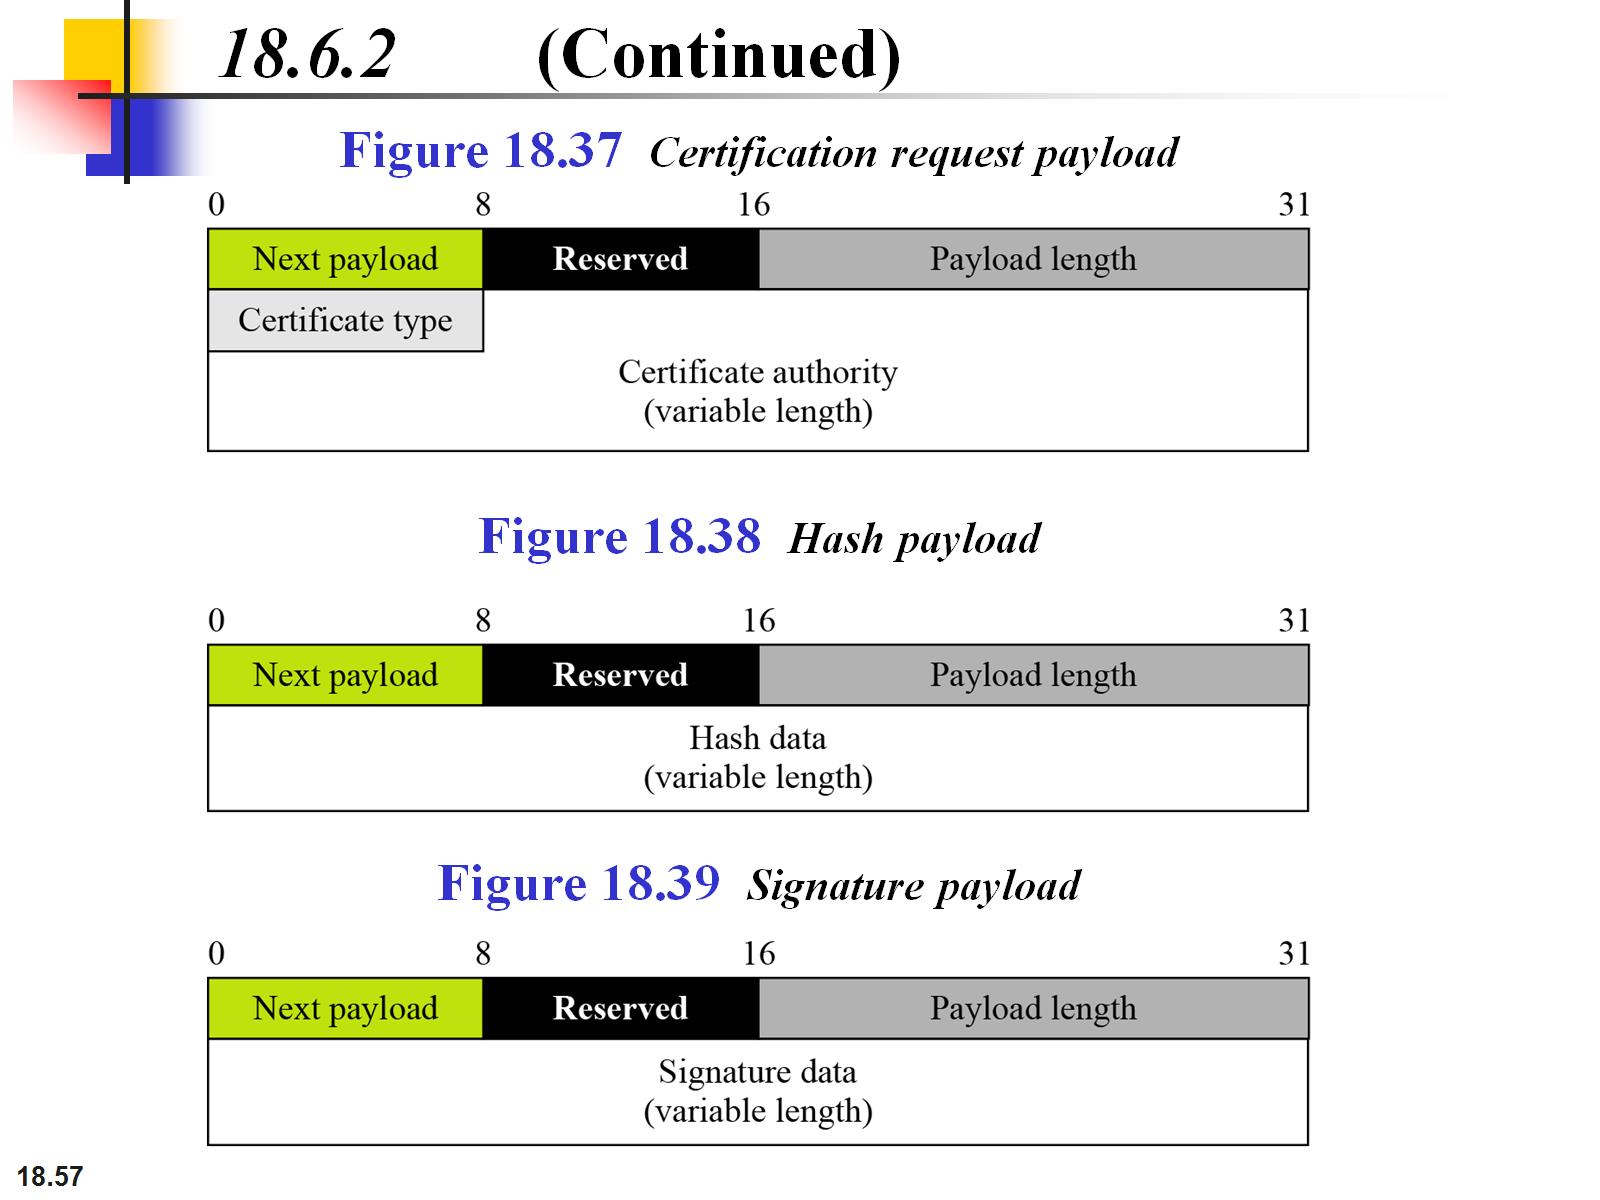 18.6.2 (Continued)
Figure 18.37 Certification request payload
0 8 16 31
Next payload Reserved Payload length
Certificate type
Certificate authority
(variable length)
Figure 18.38 Hash payload
0 8 16 31
Next payload Reserved Payload length
Hash data
(variable length)
Figure 18.39 Signature payload
0 8 16 31
Next payload Reserved Payload length
Signature data
(variable length)
18.57